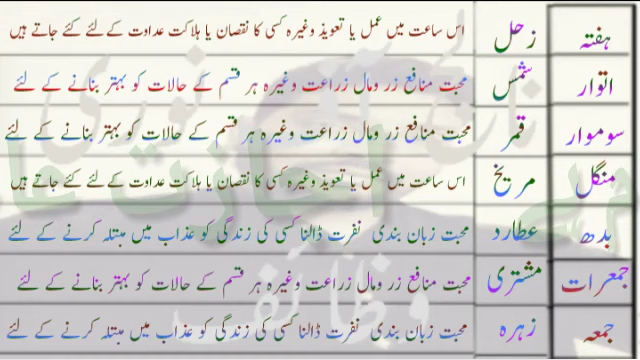 ہفتہ زحل اس ساعت میں عمل یا تعویذ وغیرہ کسی کا نقصان یا ہلاکت عداوت کے لئے کئے جاتے ہیں
اتوار شمس محبت منافع زر ومال زراعت وغیرہ ہر قسم کے حالات کو بہتر بنانے کے لئے
سوموار قمر محبت منافع زر ومال زراعت وغیرہ ہر قسم کے حالات کو بہتر بنانے کے لئے
منگل مریخ اس ساعت میں عمل یا تعویذ وغیرہ کسی کا نقصان یا ہلاکت عداوت کے لئے کئے جاتے ہیں
بدھ عطارد محبت زبان بندی نفرت ڈالنا کسی کی زندگی کو عذاب میں مبتلہ کرنے کے لئے
جمعرات مشتری محبت منافع زر ومال زراعت وغیرہ ہر قسم کے حالات کو بہتر بنانے کے لئے
جمعہ زہرہ محبت زبان بندی نفرت ڈالنا کسی کی زندگی کو عذاب میں مبتلہ کرنے کے لئے